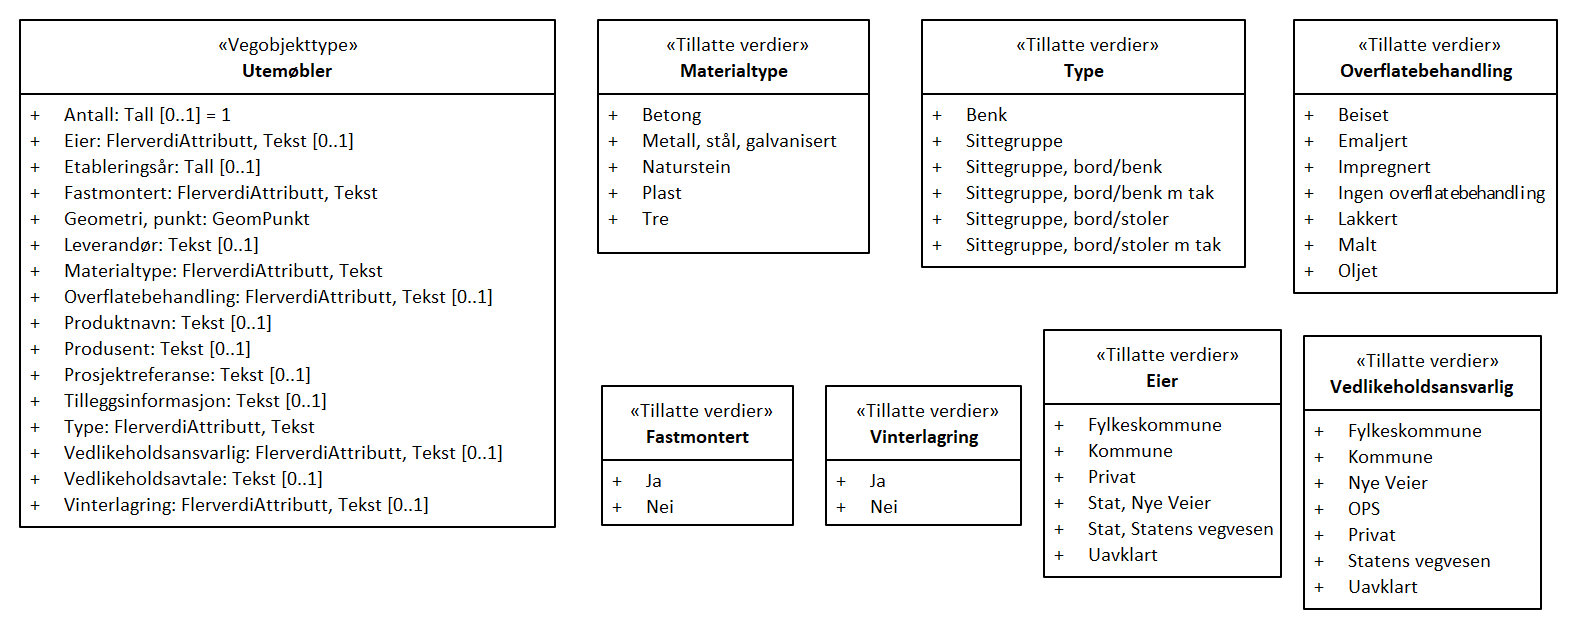 «Vegobjekttype»
Utemøbler
+ Antall: Tall [0..1] = 1
+ Eier: FlerverdiAttributt, Tekst [0..1]
+ Etableringsår: Tall [0..1]
+ Fastmontert: FlerverdiAttributt, Tekst
+ Geometri, punkt: GeomPunkt
+ Leverandør: Tekst [0..1]
+ Materialtype: FlerverdiAttributt, Tekst
+ Overflatebehandling: FlerverdiAttributt, Tekst [0..1]
+ Produktnavn: Tekst [0..1]
+ Produsent: Tekst [0..1]
+ Prosjektreferanse: Tekst [0..1]
+ Tilleggsinformasjon: Tekst [0..1]
+ Type: FlerverdiAttributt, Tekst
+ Vedlikeholdsansvarlig: FlerverdiAttributt, Tekst [0..1]
+ Vedlikeholdsavtale: Tekst [0..1]
+ Vinterlagring: FlerverdiAttributt, Tekst [0..1]
«Tillatte verdier»
Materialtype
+ Betong
+ Metall, stål, galvanisert
+ Naturstein
+ Plast
+ Tre
«Tillatte verdier»
Type
+ Benk
+ Sittegruppe
+ Sittegruppe, bord/benk
+ Sittegruppe, bord/benk m tak
+ Sittegruppe, bord/stoler
+ Sittegruppe, bord/stoler m tak
«Tillatte verdier»
Overflatebehandling
+ Beiset
+ Emaljert
+ Impregnert
+ Ingen overflatebehandling
+ Lakkert
+ Malt
+ Oljet
«Tillatte verdier»
Fastmontert
+ Ja
+ Nei
«Tillatte verdier»
Vinterlagring
+ Ja
+ Nei
«Tillatte verdier»
Eier
+ Fylkeskommune
+ Kommune
+ Privat
+ Stat, Nye Veier
+ Stat, Statens vegvesen
+ Uavklart
«Tillatte verdier»
Vedlikeholdsansvarlig
+ Fylkeskommune
+ Kommune
+ Nye Veier
+ OPS
+ Privat
+ Statens vegvesen
+ Uavklart